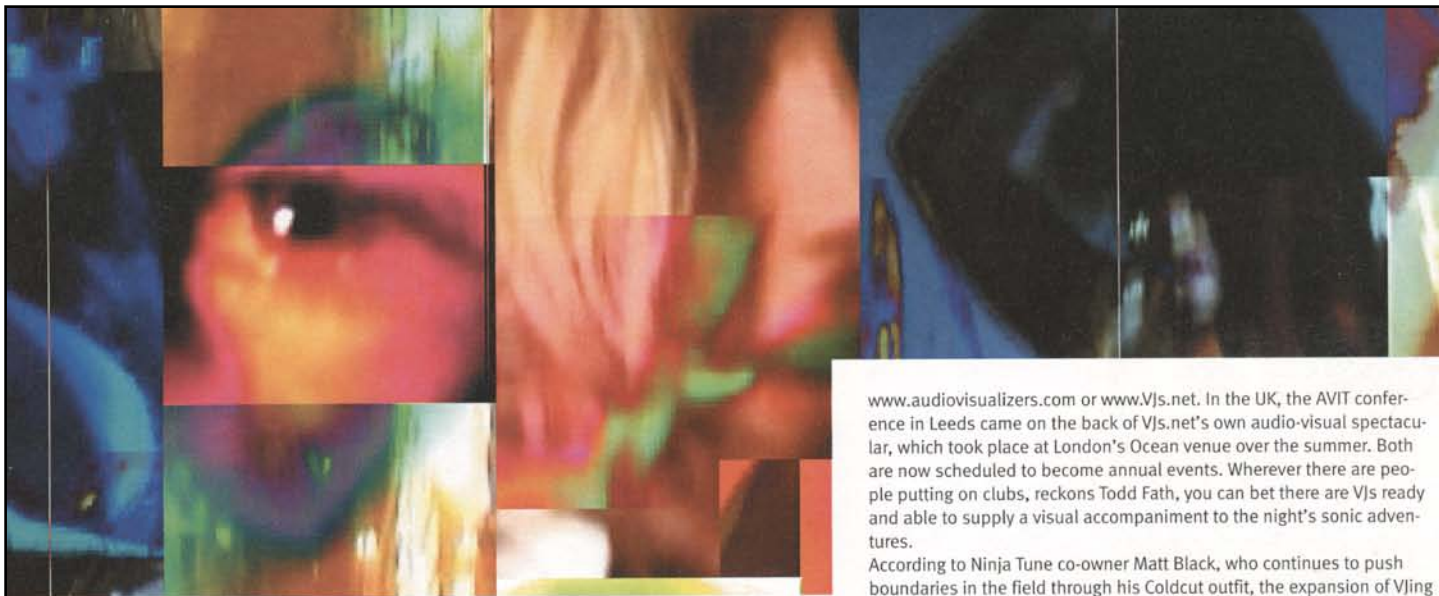 www.audiovisualizers.com or www.VJs.net. In the UK, the AVIT confer-
ence in Leeds came on the back of VJs.net's own audio-visual spectacu-
lar, which took place at London's Ocean venue over the summer. Both
are now scheduled to become annual events. Wherever there are peo-
ple putting on clubs, reckons Todd Fath, you can bet there are VJs ready
and able to supply a visual accompaniment to the night's sonic adven-
tures.
According to Ninja Tune co-owner Matt Black, who continues to push
boundaries in the field through his Coldcut outfit, the expansion of VJing